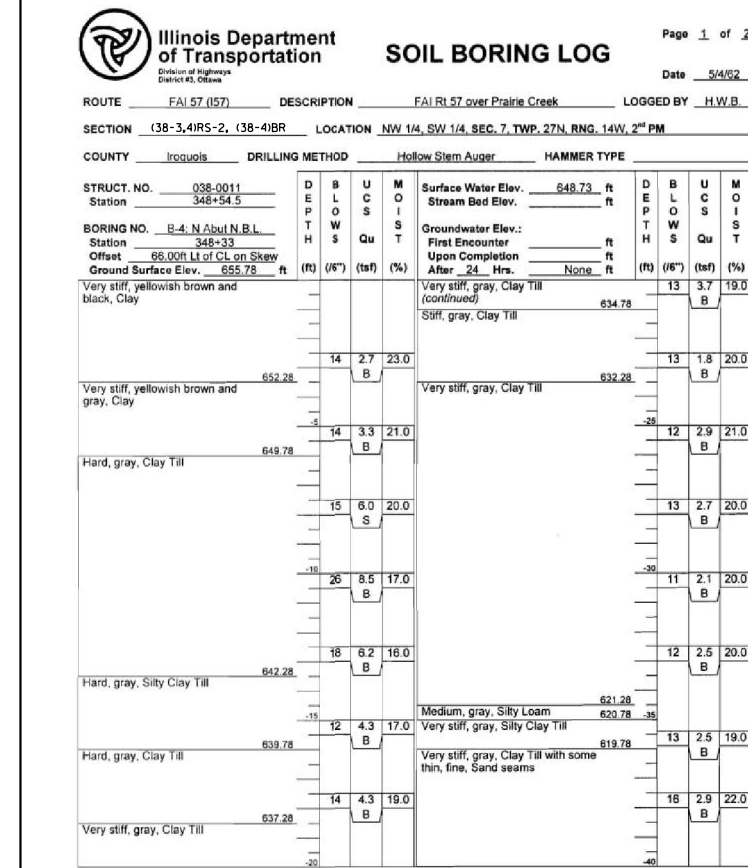 Illinois Department of Transportation
Division of Highways
District #3, Ottawa
SOIL BORING LOG
Page 1 of 2
Date 5/4/62
ROUTE FAI 57 (I57) DESCRIPTION FAI Rt 57 over Prairie Creek LOGGED BY H.W.B.
SECTION (38-3,4)RS-2, (38-4)BR LOCATION NW 1/4, SW 1/4, SEC. 7, TWP. 27N, RNG. 14W, 2nd PM
COUNTY Iroquois DRILLING METHOD Hollow Stem Auger HAMMER TYPE
STRUCT. NO. 038-0011
Station 348+54.5
BORING NO. B-4: N Abut N.B.L.
Station 348+33
Offset 66.00ft Lt of CL on Skew
Ground Surface Elev. 655.78 ft
DEPTH (ft) BLOWS (/6") UCS Qu (tsf) MOIST (%)
Very stiff, yellowish brown and
black, Clay
14 2.7 23.0
652.28 B
Very stiff, yellowish brown and
gray, Clay
-5
14 3.3 21.0
649.78 B
Hard, gray, Clay Till
15 6.0 20.0
S
-10
26 8.5 17.0
B
18 6.2 16.0
642.28 B
Hard, gray, Silty Clay Till
-15
12 4.3 17.0
639.78 B
Hard, gray, Clay Till
14 4.3 19.0
637.28 B
Very stiff, gray, Clay Till
-20
Surface Water Elev. 648.73 ft
Stream Bed Elev. ft
Groundwater Elev.:
First Encounter ft
Upon Completion ft
After 24 Hrs. None ft
DEPTH (ft) BLOWS (/6") UCS Qu (tsf) MOIST (%)
Very stiff, gray, Clay Till 13 3.7 19.0
(continued) 634.78 B
Stiff, gray, Clay Till
13 1.8 20.0
632.28 B
Very stiff, gray, Clay Till
-25
12 2.9 21.0
B
13 2.7 20.0
B
-30
11 2.1 20.0
B
12 2.5 20.0
B
621.28
Medium, gray, Silty Loam 620.78 -35
Very stiff, gray, Silty Clay Till
13 2.5 19.0
619.78 B
Very stiff, gray, Clay Till with some
thin, fine, Sand seams
16 2.9 22.0
B
-40